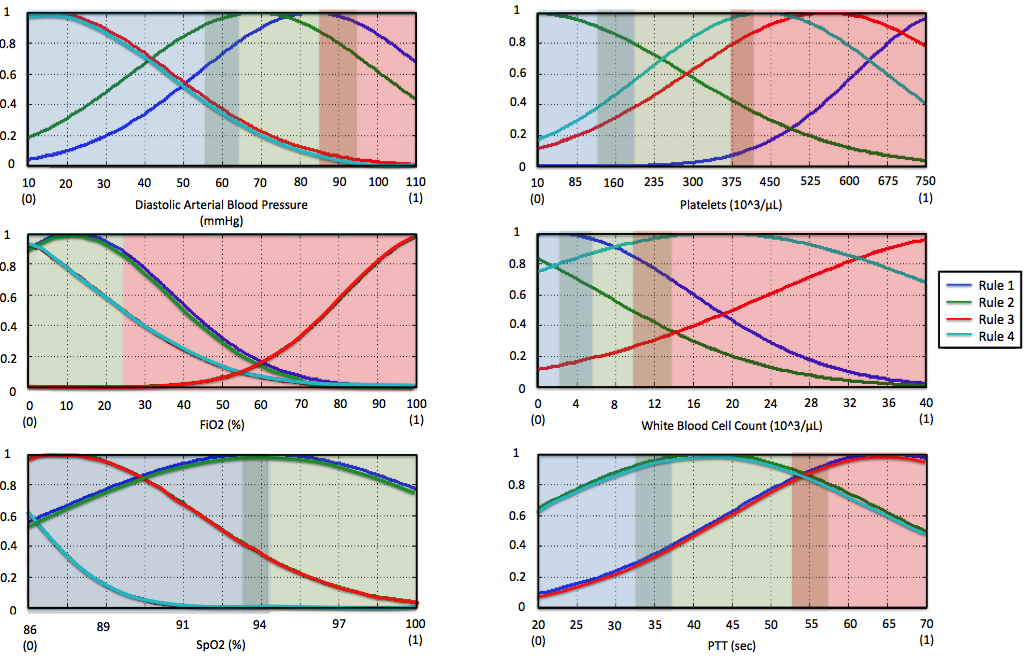 1
0.8
0.6
0.4
0.2
0
10 20 30 40 50 60 70 80 90 100 110
(0) (1)
Diastolic Arterial Blood Pressure
(mmHg)
1
0.8
0.6
0.4
0.2
0
10 85 160 235 300 375 450 525 600 675 750
(0) (1)
Platelets (10^3/µL)
1
0.8
0.6
0.4
0.2
0
0 10 20 30 40 50 60 70 80 90 100
(0) (1)
FiO2 (%)
1
0.8
0.6
0.4
0.2
0
0 4 8 12 16 20 24 28 32 36 40
(0) (1)
White Blood Cell Count (10^3/µL)
Rule 1
Rule 2
Rule 3
Rule 4
1
0.8
0.6
0.4
0.2
0
86 89 91 94 97 100
(0) (1)
SpO2 (%)
1
0.8
0.6
0.4
0.2
0
20 25 30 35 40 45 50 55 60 65 70
(0) (1)
PTT (sec)